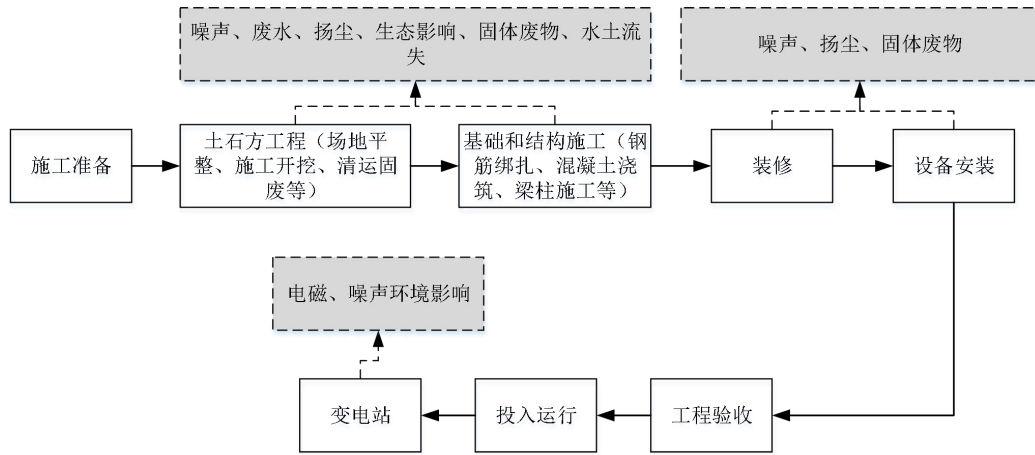 噪声、废水、扬尘、生态影响、固体废物、水土流
失
噪声、扬尘、固体废物
施工准备
土石方工程（场地平
整、施工开挖、清运固
废等）
基础和结构施工（钢
筋绑扎、混凝土浇
筑、梁柱施工等）
装修
设备安装
电磁、噪声环境影响
变电站
投入运行
工程验收